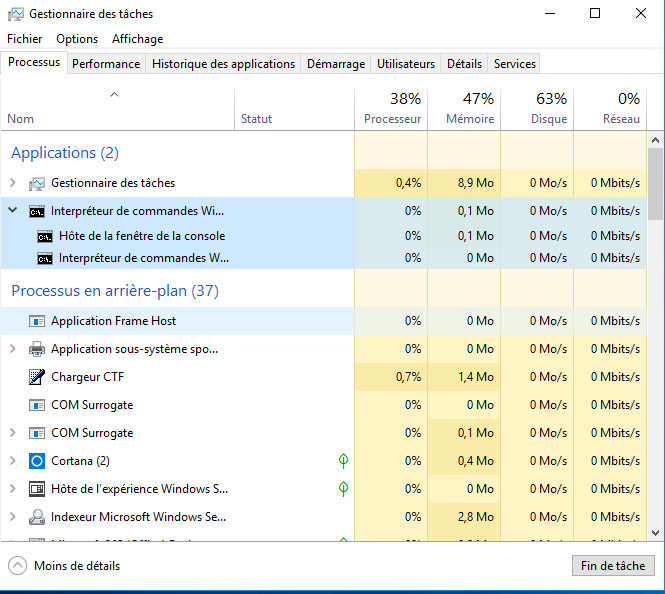 Gestionnaire des tâches
Fichier Options Affichage
Processus Performance Historique des applications Démarrage Utilisateurs Détails Services
38% 47% 63% 0%
Nom Statut Processeur Mémoire Disque Réseau
Applications (2)
Gestionnaire des tâches 0,4% 8,9 Mo 0 Mo/s 0 Mbits/s
Interpréteur de commandes Wi... 0% 0,1 Mo 0 Mo/s 0 Mbits/s
Hôte de la fenêtre de la console 0% 0,1 Mo 0 Mo/s 0 Mbits/s
Interpréteur de commandes W... 0% 0 Mo 0 Mo/s 0 Mbits/s
Processus en arrière-plan (37)
Application Frame Host 0% 0 Mo 0 Mo/s 0 Mbits/s
Application sous-système spo... 0% 0 Mo 0 Mo/s 0 Mbits/s
Chargeur CTF 0,7% 1,4 Mo 0 Mo/s 0 Mbits/s
COM Surrogate 0% 0 Mo 0 Mo/s 0 Mbits/s
COM Surrogate 0% 0,1 Mo 0 Mo/s 0 Mbits/s
Cortana (2) 0% 0,4 Mo 0 Mo/s 0 Mbits/s
Hôte de l'expérience Windows S... 0% 0 Mo 0 Mo/s 0 Mbits/s
Indexeur Microsoft Windows Se... 0% 2,8 Mo 0 Mo/s 0 Mbits/s
Moins de détails Fin de tâche